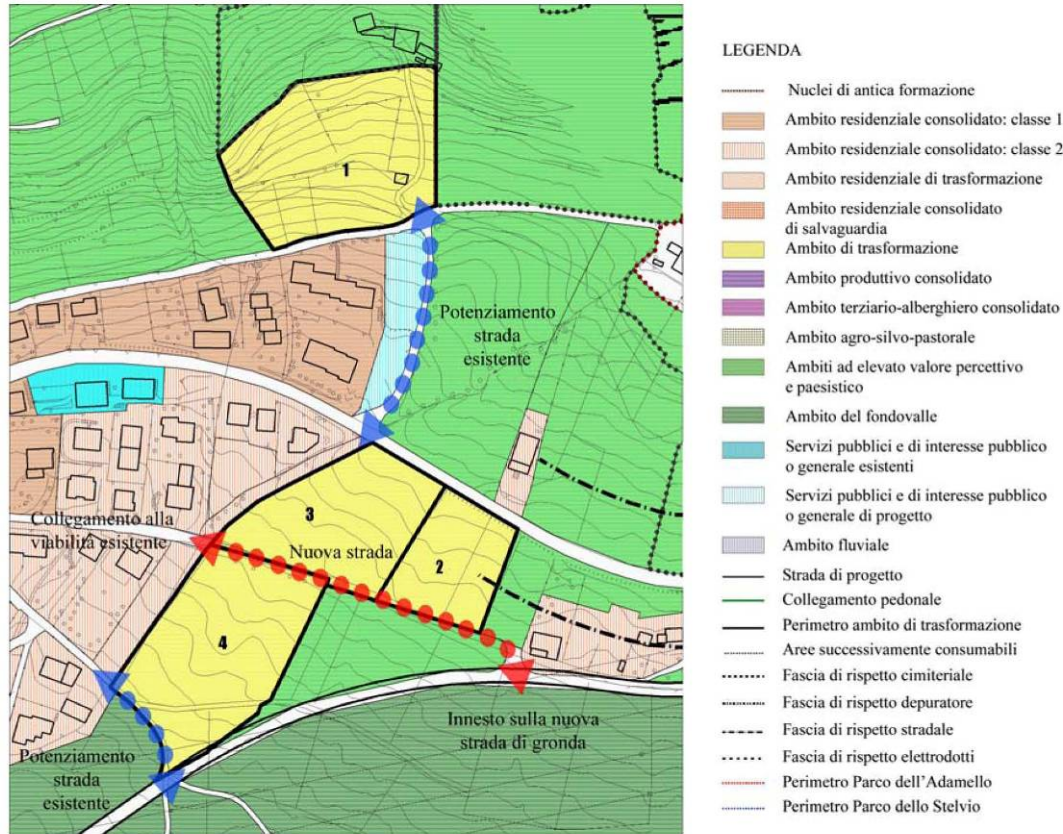 1
Potenziamento
strada
esistente
Collegamento alla
viabilità esistente
3
Nuova strada
2
4
Innesto sulla nuova
strada di gronda
Potenziamento
strada
esistente
LEGENDA
Nuclei di antica formazione
Ambito residenziale consolidato: classe 1
Ambito residenziale consolidato: classe 2
Ambito residenziale di trasformazione
Ambito residenziale consolidato
di salvaguardia
Ambito di trasformazione
Ambito produttivo consolidato
Ambito terziario-alberghiero consolidato
Ambito agro-silvo-pastorale
Ambiti ad elevato valore percettivo
e paesistico
Ambito del fondovalle
Servizi pubblici e di interesse pubblico
o generale esistenti
Servizi pubblici e di interesse pubblico
o generale di progetto
Ambito fluviale
Strada di progetto
Collegamento pedonale
Perimetro ambito di trasformazione
Aree successivamente consumabili
Fascia di rispetto cimiteriale
Fascia di rispetto depuratore
Fascia di rispetto stradale
Fascia di rispetto elettrodotti
Perimetro Parco dell'Adamello
Perimetro Parco dello Stelvio